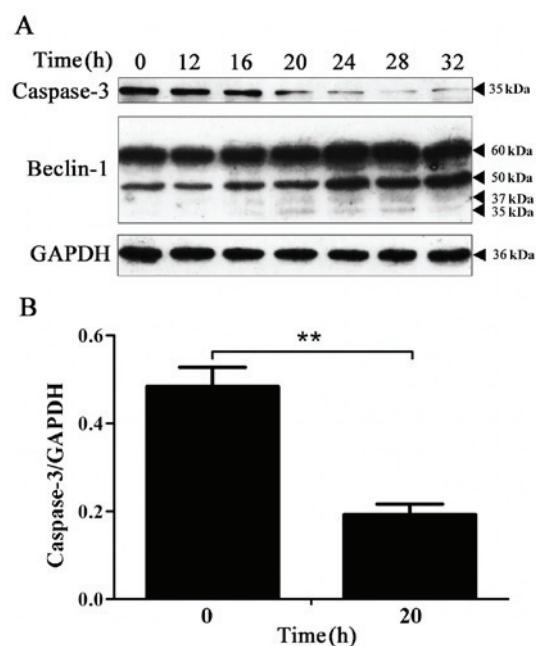 A
Time(h) 0 12 16 20 24 28 32
Caspase-3 35 kDa
Beclin-1 60 kDa
50 kDa
37 kDa
35 kDa
GAPDH 36 kDa
B
Caspase-3/GAPDH
0.6
0.4
0.2
0.0
**
0 20
Time(h)